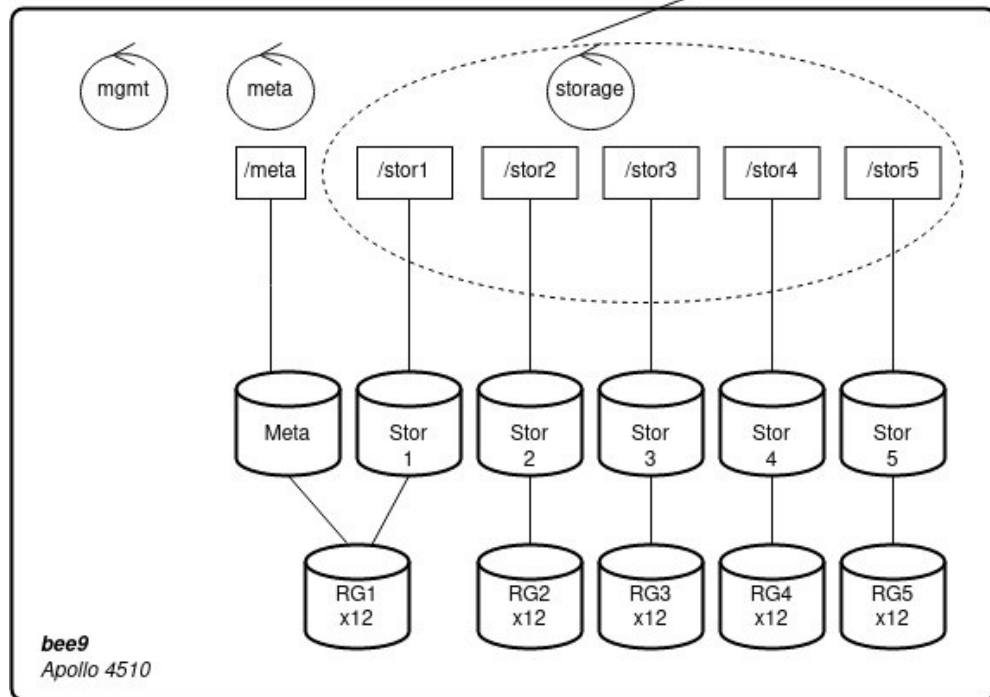 mgmt
meta
storage
/meta
/stor1
/stor2
/stor3
/stor4
/stor5
Meta
Stor
1
Stor
2
Stor
3
Stor
4
Stor
5
RG1
x12
RG2
x12
RG3
x12
RG4
x12
RG5
x12
bee9
Apollo 4510